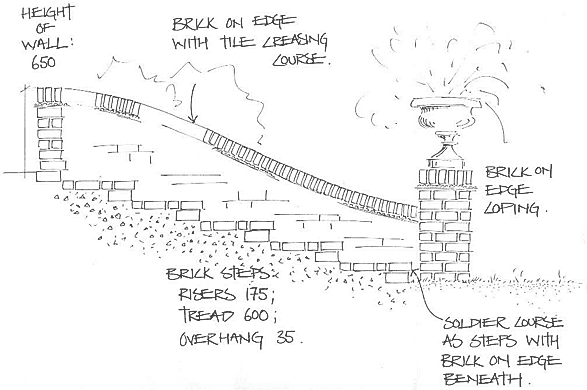 HEIGHT
OF
WALL:
650
BRICK ON EDGE
WITH TILE CREASING
COURSE.
BRICK ON
EDGE
COPING.
BRICK STEPS:
RISERS 175;
TREAD 600;
OVERHANG 35.
SOLDIER COURSE
AS STEPS WITH
BRICK ON EDGE
BENEATH.